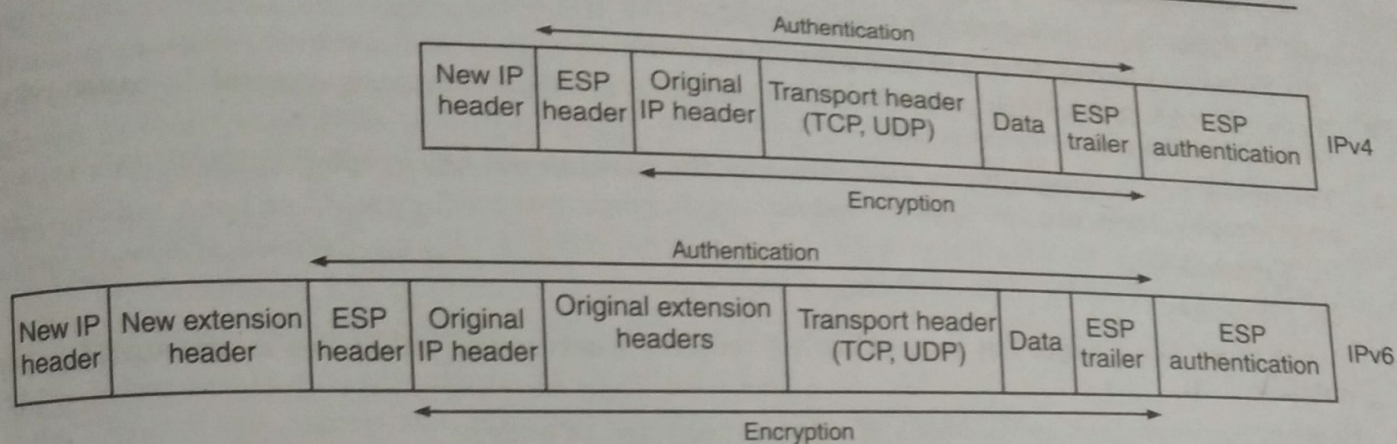 Authentication
New IP
header
ESP
header
Original
IP header
Transport header
(TCP, UDP)
Data
ESP
trailer
ESP
authentication
IPv4
Encryption
Authentication
New IP
header
New extension
header
ESP
header
Original
IP header
Original extension
headers
Transport header
(TCP, UDP)
Data
ESP
trailer
ESP
authentication
IPv6
Encryption